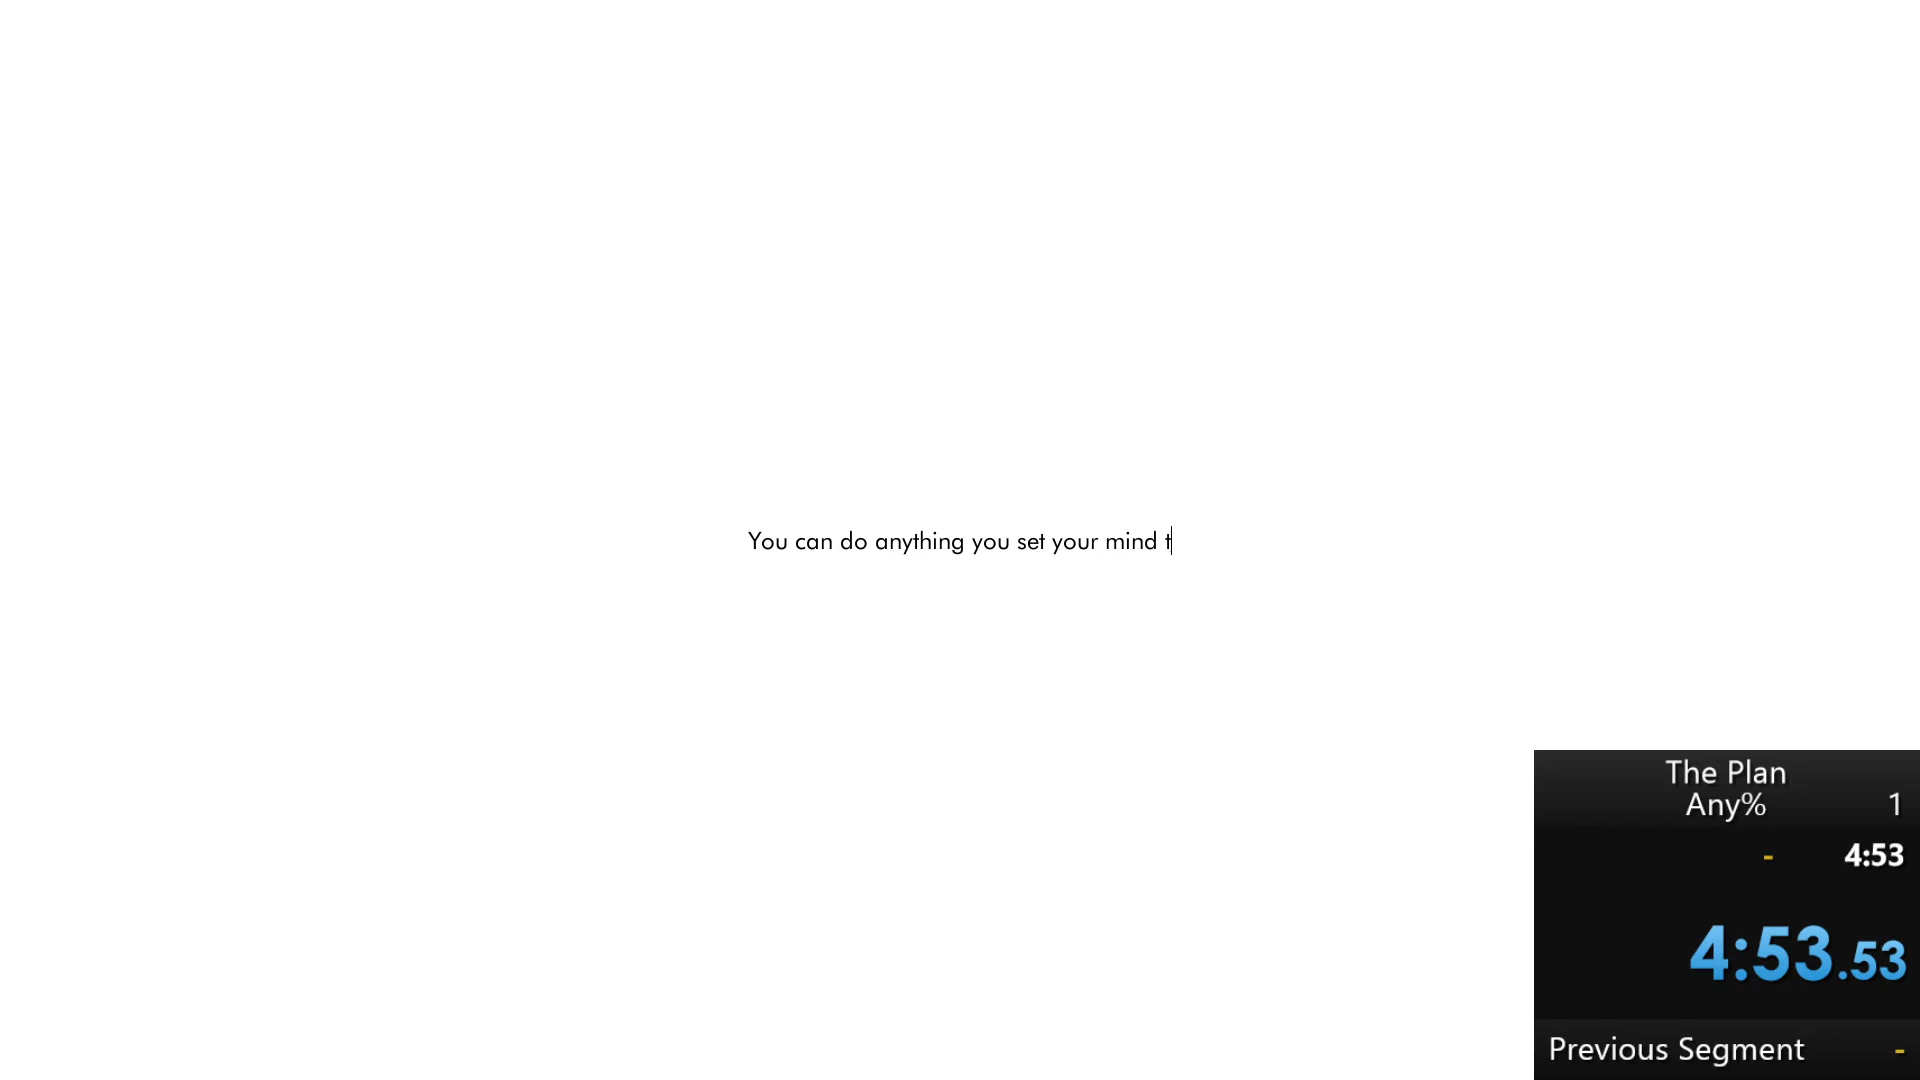 You can do anything you set your mind t
The Plan
Any% 1
- 4:53
4:53.53
Previous Segment -